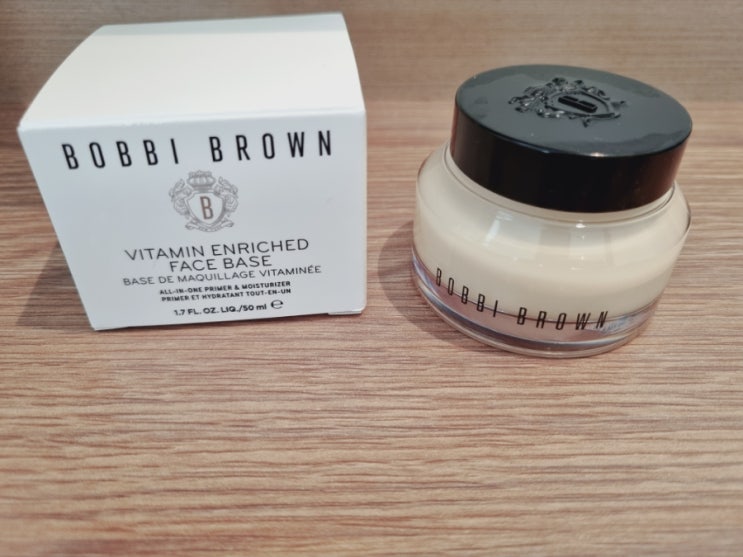 BOBBI BROWN
B
VITAMIN ENRICHED
FACE BASE
BASE DE MAQUILLAGE VITAMINÉE
ALL-IN-ONE PRIMER & MOISTURIZER
PRIMER ET HYDRATANT TOUT-EN-UN
1.7 FL. OZ. LIQ./50 ml ℮
B
BOBBI BROWN